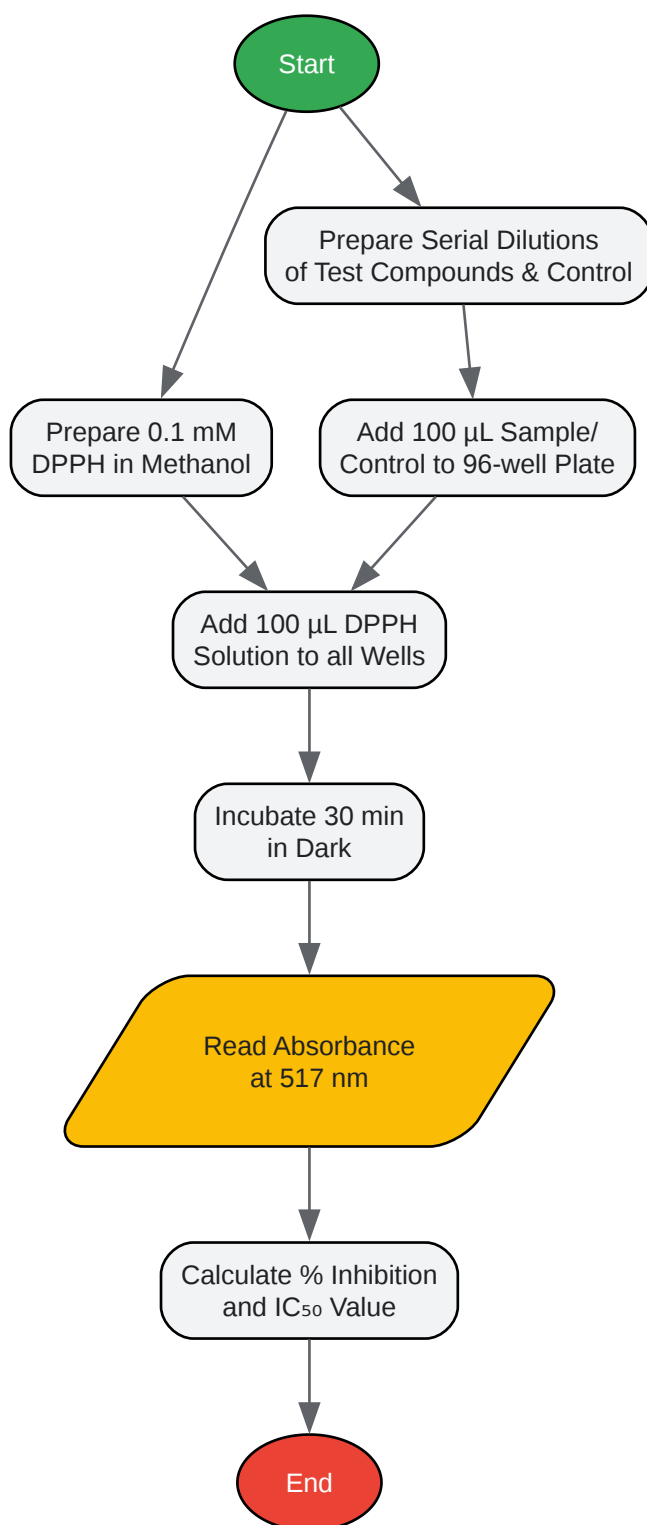 Start
Prepare Serial Dilutions
of Test Compounds & Control
Prepare 0.1 mM
DPPH in Methanol
Add 100 µL Sample/
Control to 96-well Plate
Add 100 µL DPPH
Solution to all Wells
Incubate 30 min
in Dark
Read Absorbance
at 517 nm
Calculate % Inhibition
and IC₅₀ Value
End